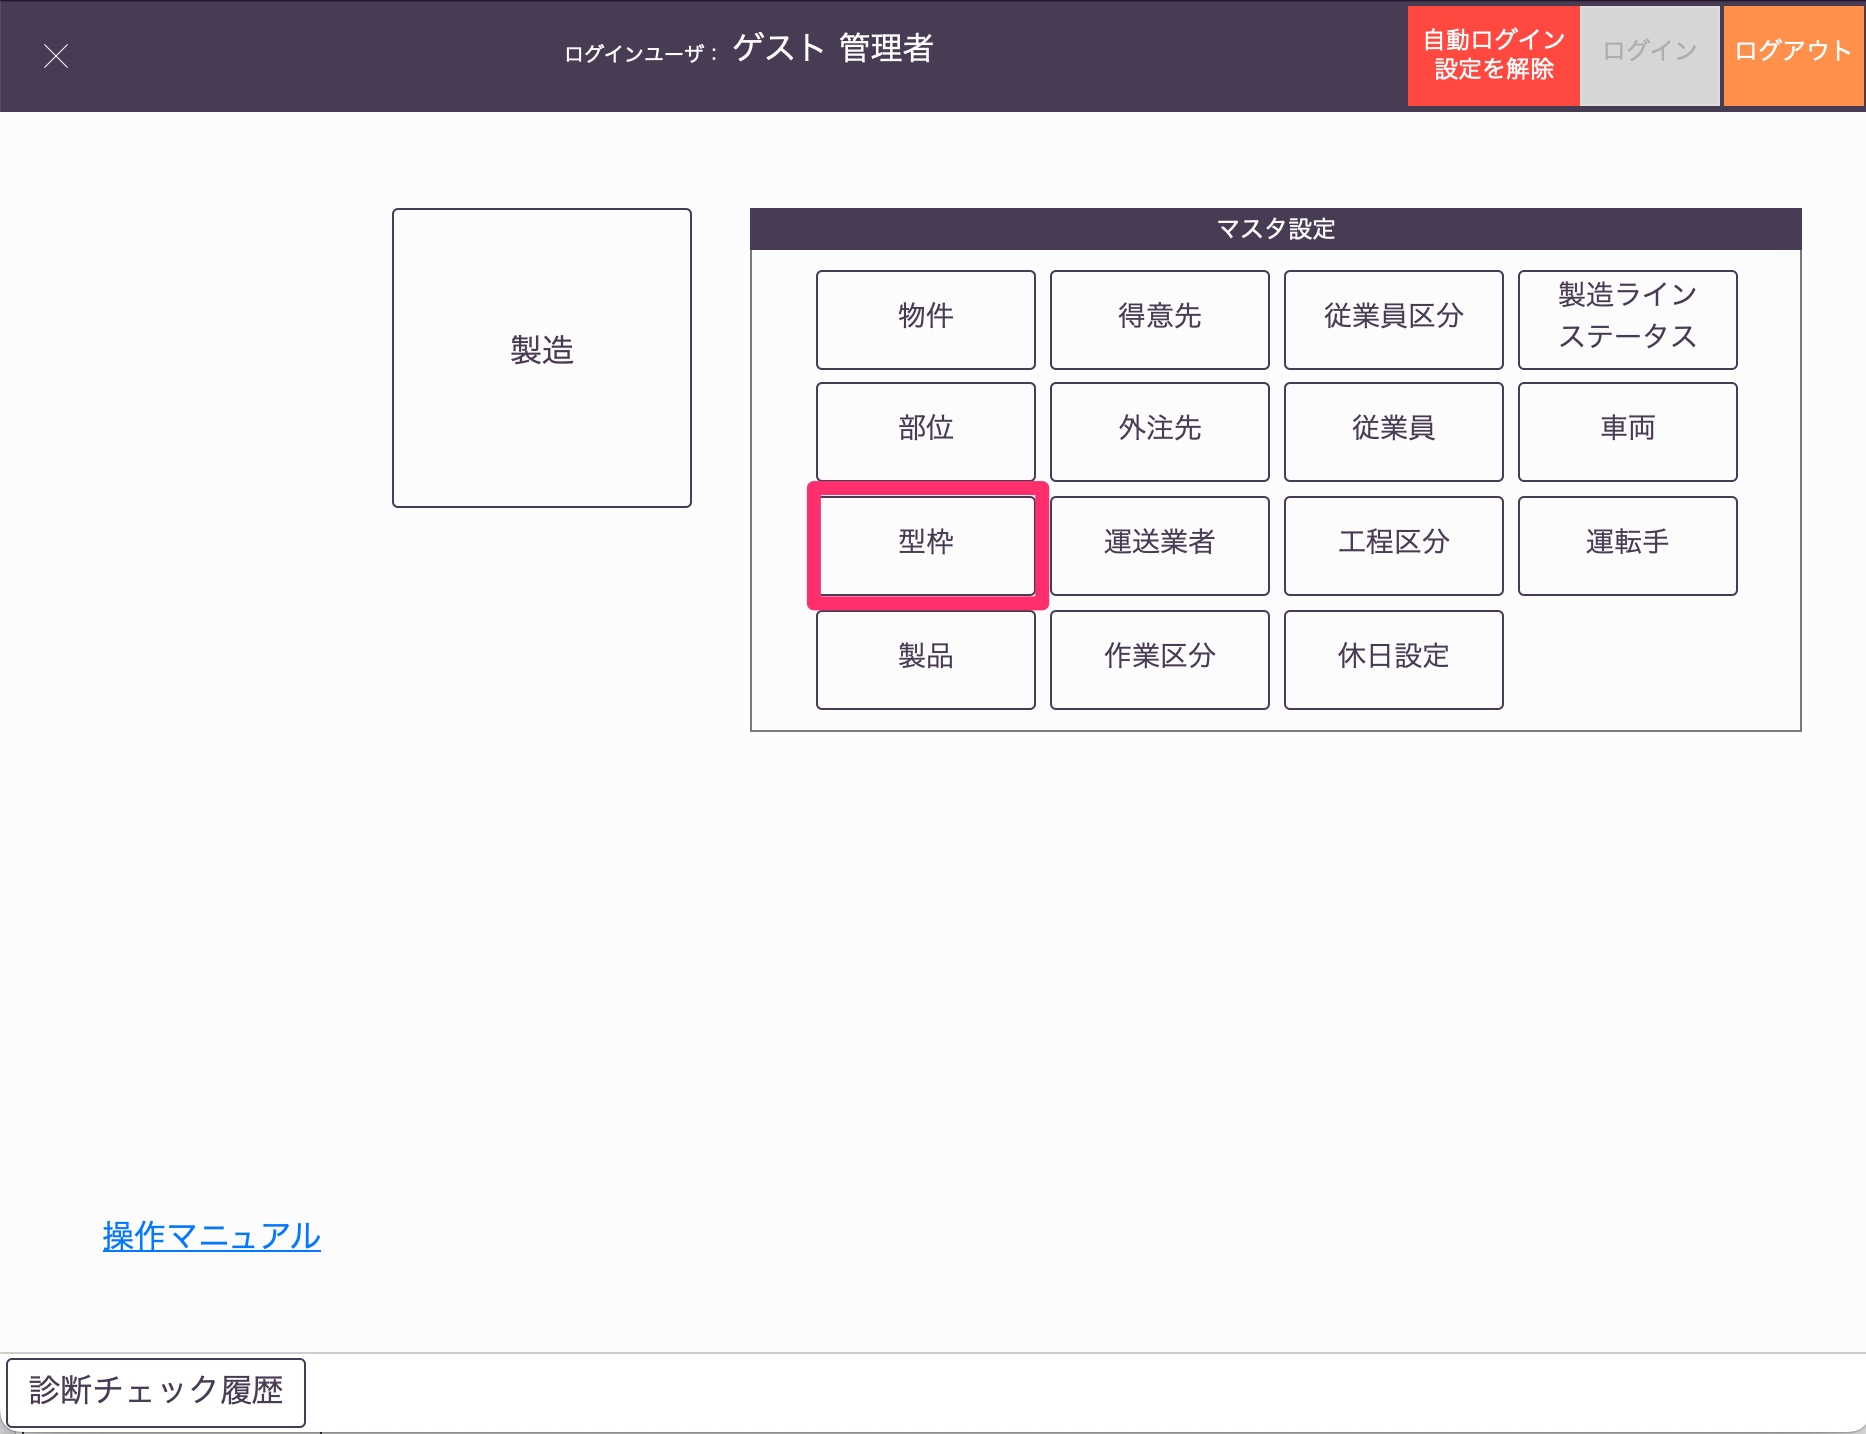 ログインユーザ： ゲスト 管理者
自動ログイン
設定を解除
ログイン
ログアウト
製造
マスタ設定
物件
得意先
従業員区分
製造ライン
ステータス
部位
外注先
従業員
車両
型枠
運送業者
工程区分
運転手
製品
作業区分
休日設定
操作マニュアル
診断チェック履歴